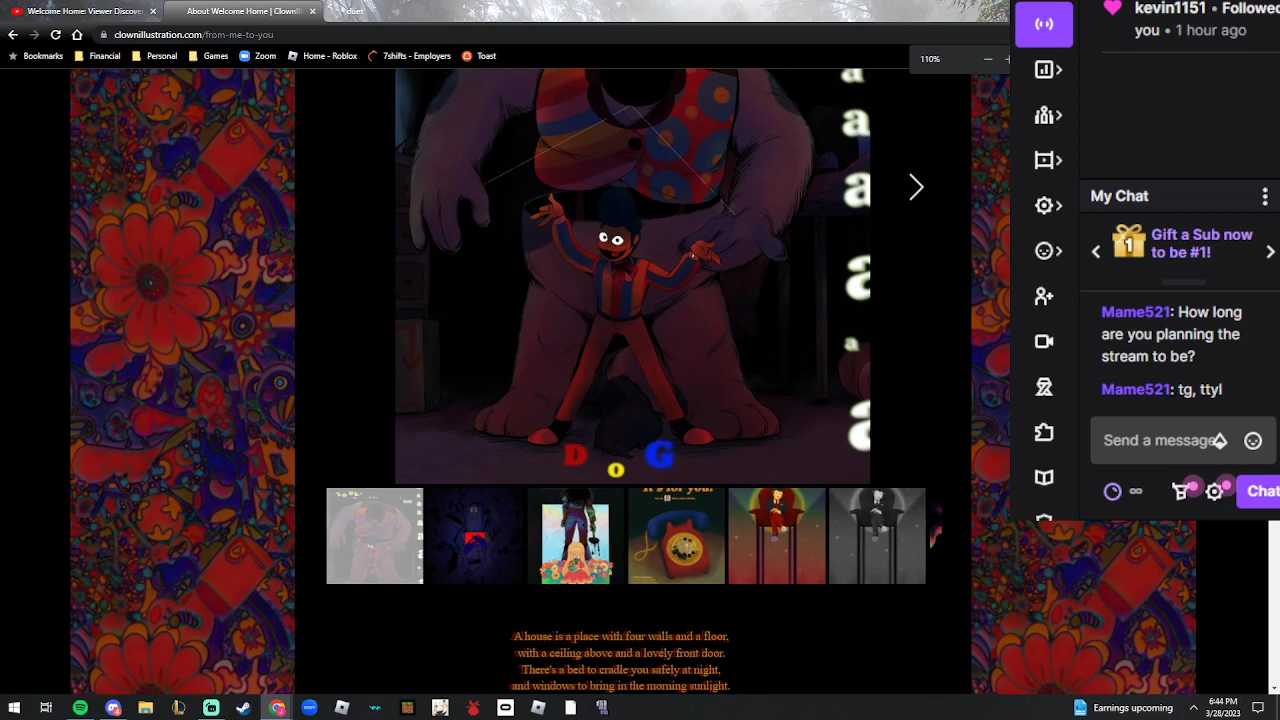 Welcome Home Viewer Discus
About Welcome Home | Clownill
duet
kevin1151 • Followed
you • 1 hour ago
clownillustration.com/from-me-to-you
Bookmarks Financial Personal Games Zoom Home - Roblox 7shifts - Employers Toast
110%
a
a
a
a
a
a
My Chat
1
Gift a Sub now
to be #1!
Mame521: How long
are you planning the
stream to be?
Mame521: tg, ttyl
Send a message
Chat
D o G
It's for you!
A house is a place with four walls and a floor,
with a ceiling above and a lovely front door.
There's a bed to cradle you safely at night,
and windows to bring in the morning sunlight.
Earnings upcoming
6:44 PM
3/28/2023